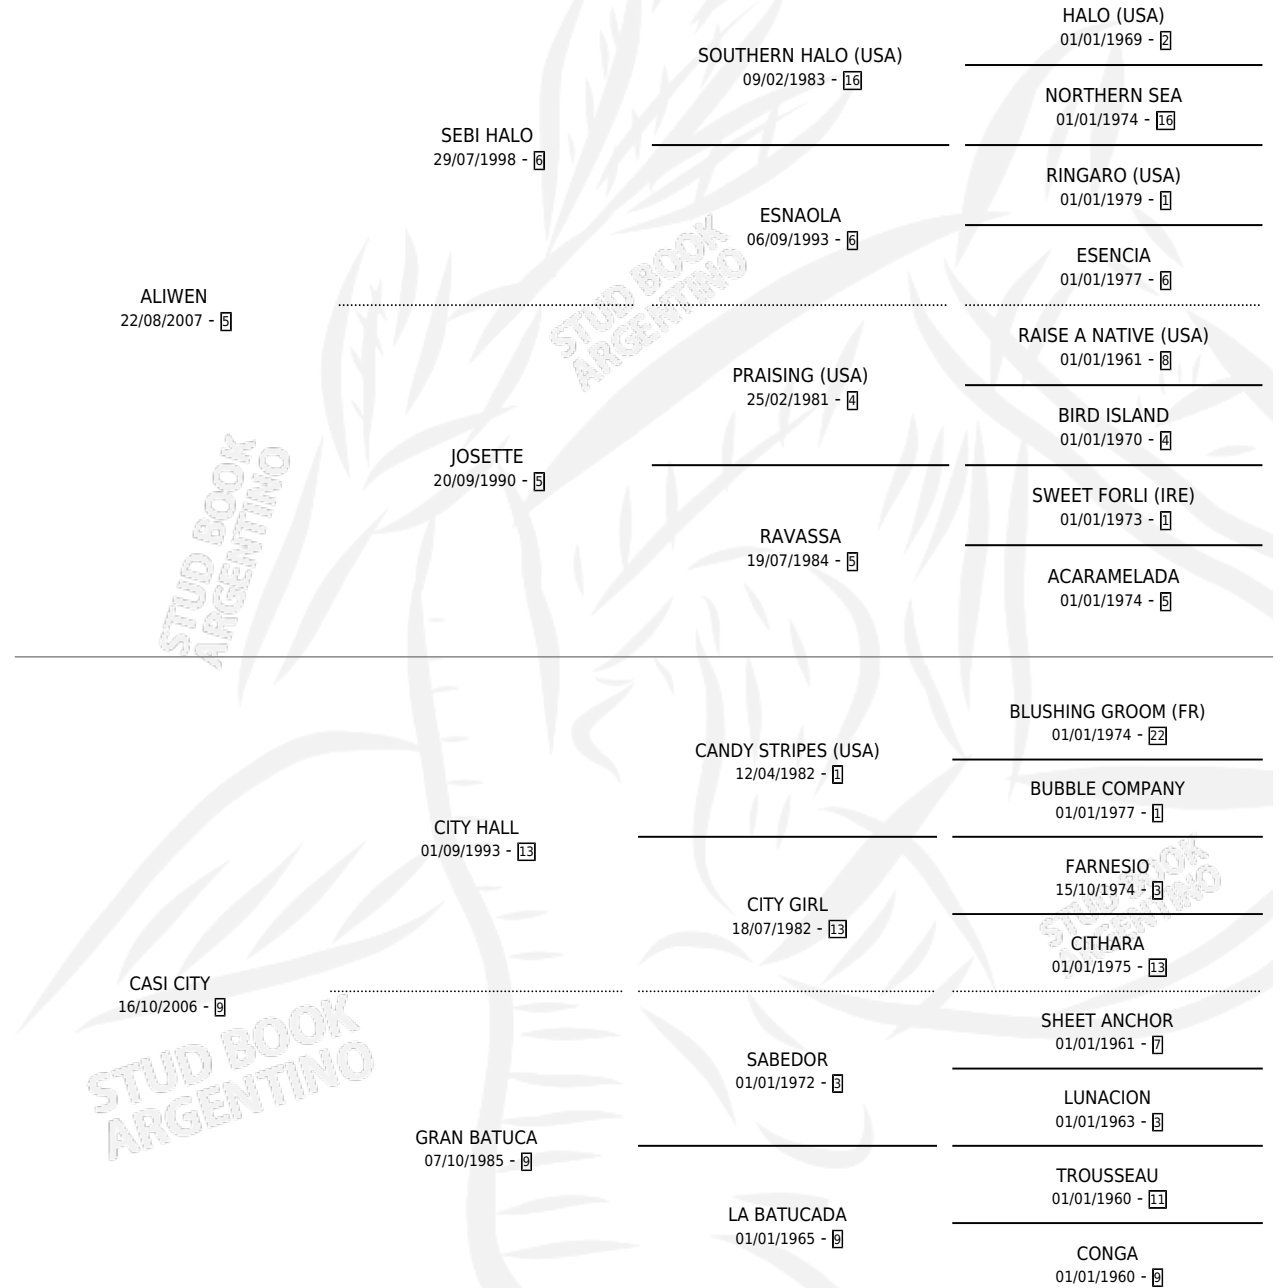 HALO (USA)
01/01/1969 - 2
SOUTHERN HALO (USA)
09/02/1983 - 16
NORTHERN SEA
01/01/1974 - 16
SEBI HALO
29/07/1998 - 6
RINGARO (USA)
01/01/1979 - 1
ESNAOLA
06/09/1993 - 6
ESENCIA
01/01/1977 - 6
ALIWEN
22/08/2007 - 5
RAISE A NATIVE (USA)
01/01/1961 - 8
PRAISING (USA)
25/02/1981 - 4
BIRD ISLAND
01/01/1970 - 4
JOSETTE
20/09/1990 - 5
SWEET FORLI (IRE)
01/01/1973 - 1
RAVASSA
19/07/1984 - 5
ACARAMELADA
01/01/1974 - 5
BLUSHING GROOM (FR)
01/01/1974 - 22
CANDY STRIPES (USA)
12/04/1982 - 1
BUBBLE COMPANY
01/01/1977 - 1
CITY HALL
01/09/1993 - 13
FARNESIO
15/10/1974 - 3
CITY GIRL
18/07/1982 - 13
CITHARA
01/01/1975 - 13
CASI CITY
16/10/2006 - 9
SHEET ANCHOR
01/01/1961 - 7
SABEDOR
01/01/1972 - 3
LUNACION
01/01/1963 - 3
GRAN BATUCA
07/10/1985 - 9
TROUSSEAU
01/01/1960 - 11
LA BATUCADA
01/01/1965 - 9
CONGA
01/01/1960 - 9
STUD BOOK
ARGENTINO
STUD BOOK
ARGENTINO
STUD BOOK
ARGENTINO
STUD BOOK
ARGENTINO